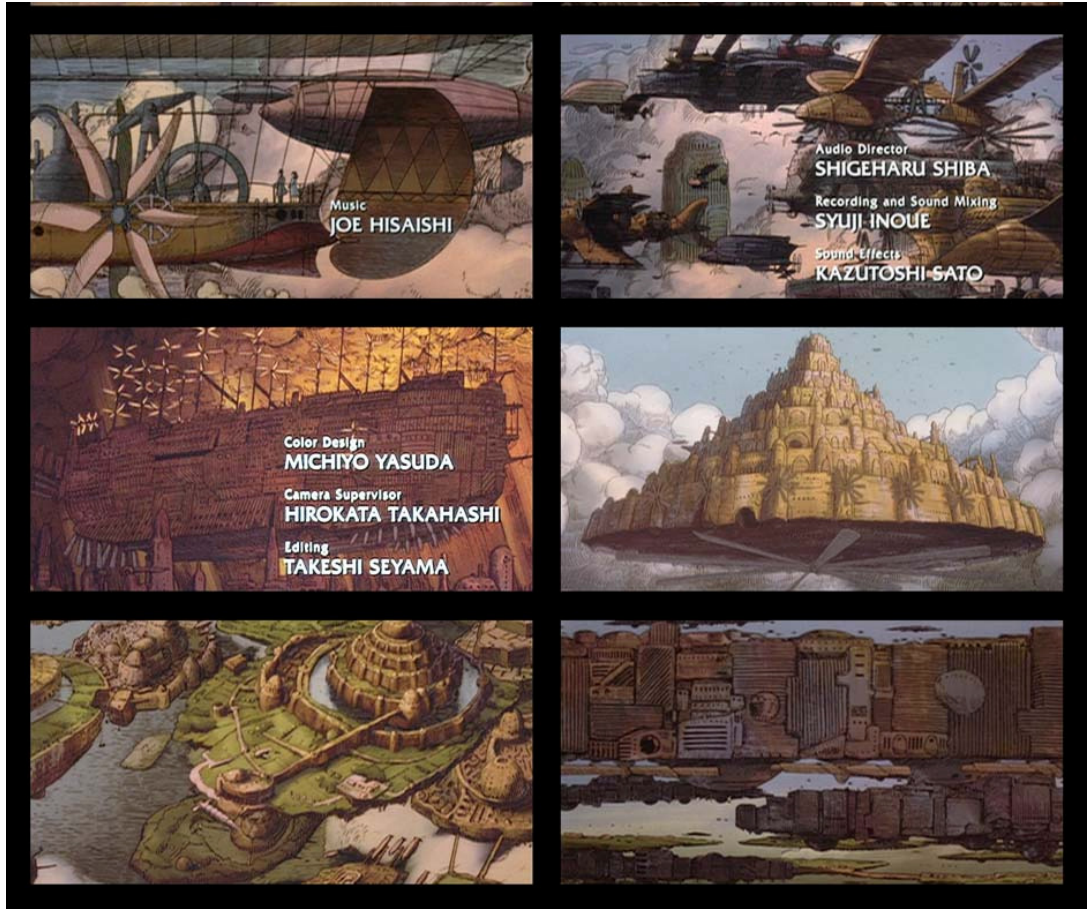 Music
JOE HISAISHI
Audio Director
SHIGEHARU SHIBA
Recording and Sound Mixing
SYUJI INOUE
Sound Effects
KAZUTOSHI SATO
Color Design
MICHIYO YASUDA
Camera Supervisor
HIROKATA TAKAHASHI
Editing
TAKESHI SEYAMA